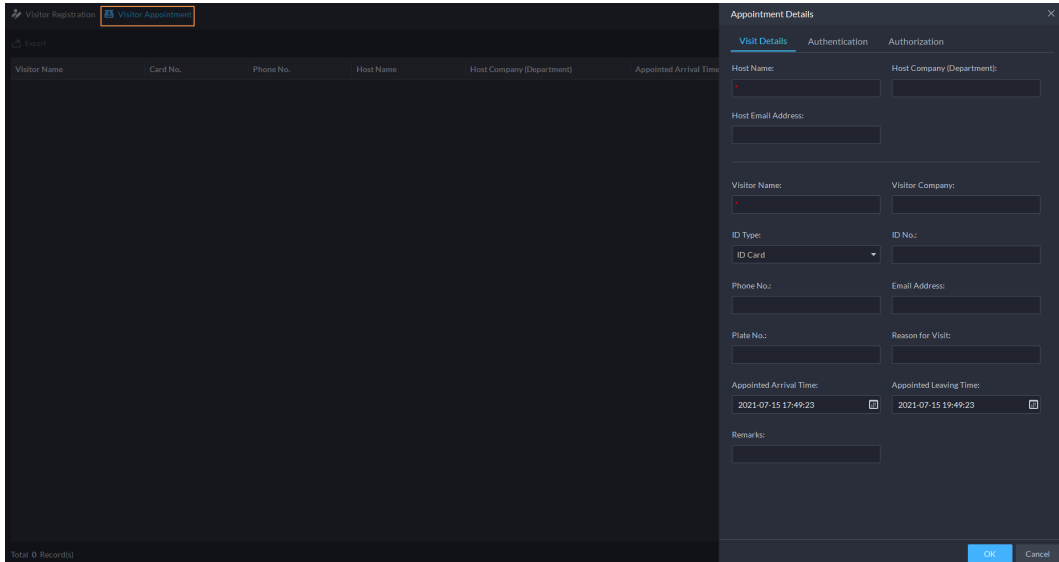 Visitor Registration Visitor Appointment
Export
Visitor Name Card No. Phone No. Host Name Host Company (Department) Appointed Arrival Time
Total 0 Record(s)
Appointment Details
Visit Details Authentication Authorization
Host Name: Host Company (Department):
*
Host Email Address:
Visitor Name: Visitor Company:
*
ID Type: ID No.:
ID Card
Phone No.: Email Address:
Plate No.: Reason for Visit:
Appointed Arrival Time: Appointed Leaving Time:
2021-07-15 17:49:23 2021-07-15 19:49:23
Remarks:
OK Cancel